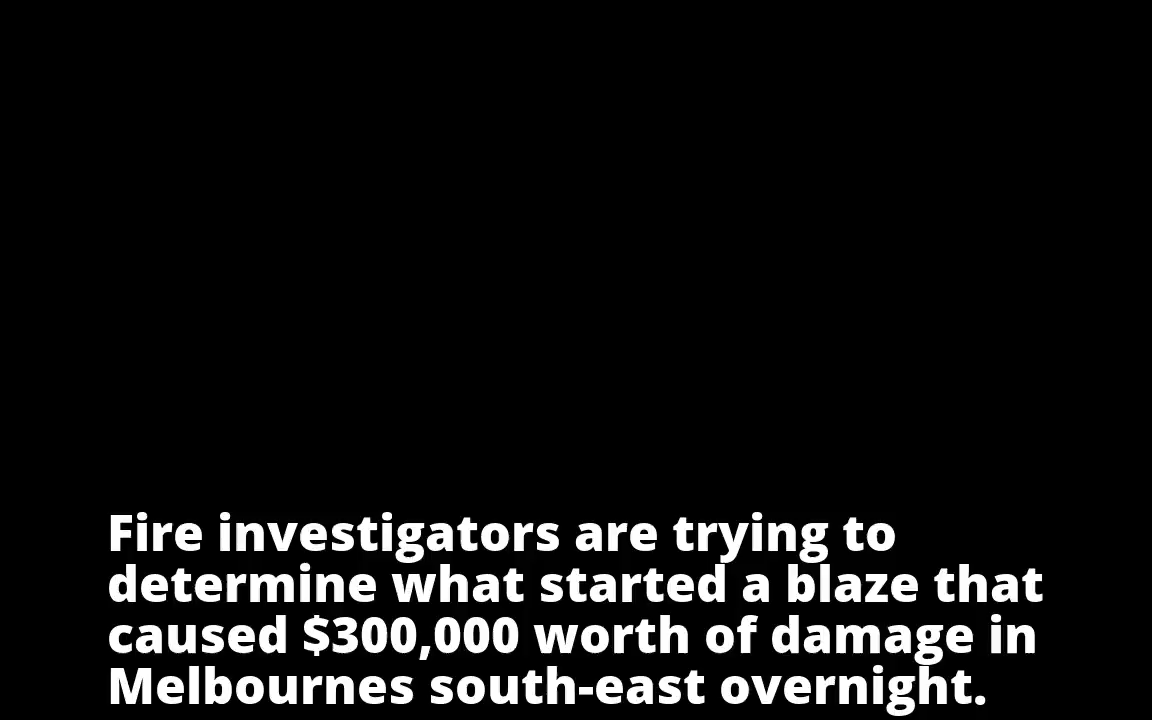 Fire investigators are trying to
determine what started a blaze that
caused $300,000 worth of damage in
Melbournes south-east overnight.